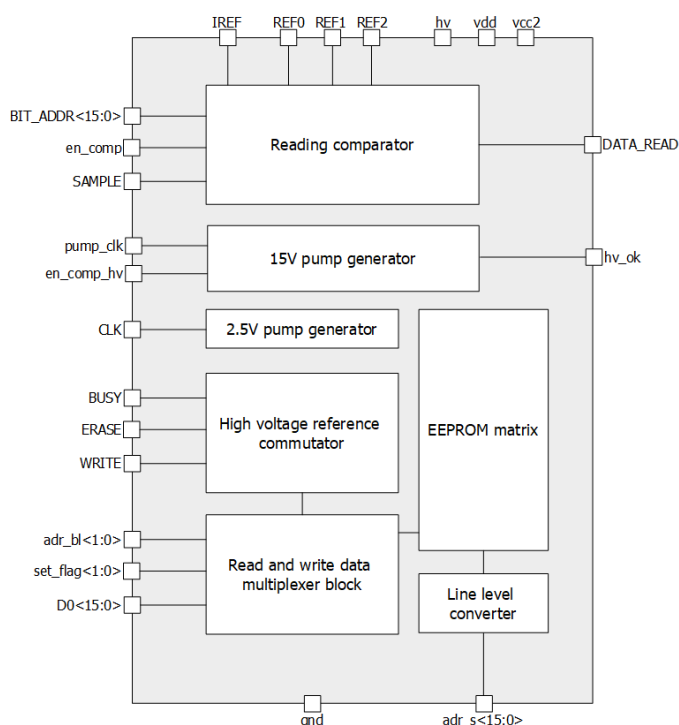 IREF REF0 REF1 REF2 hv vdd vcc2
BIT_ADDR<15:0>
en_comp
SAMPLE
Reading comparator
DATA_READ
pump_clk
en_comp_hv
15V pump generator
hv_ok
CLK
2.5V pump generator
BUSY
ERASE
WRITE
High voltage reference
commutator
EEPROM matrix
adr_bl<1:0>
set_flag<1:0>
D0<15:0>
Read and write data
multiplexer block
Line level
converter
gnd
adr_s<15:0>